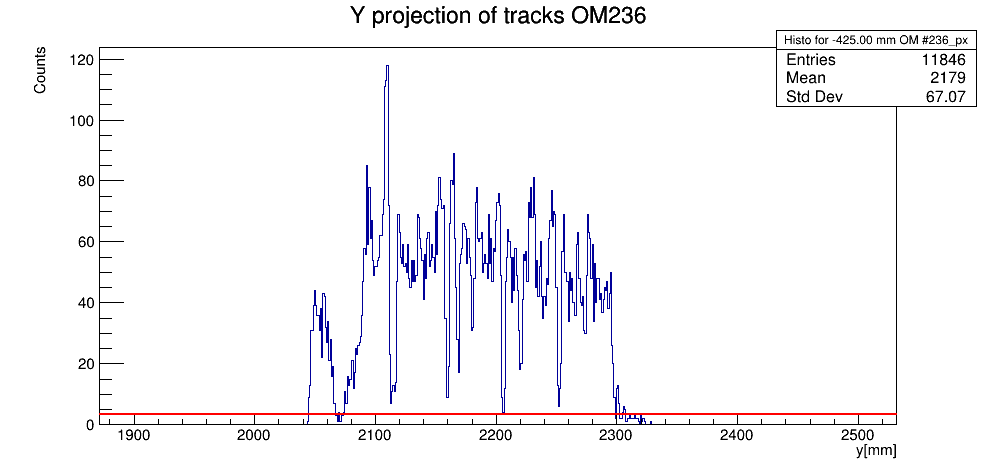 Y projection of tracks OM236
Histo for -425.00 mm OM #236_px
Entries 11846
Mean 2179
Std Dev 67.07
Counts
120
100
80
60
40
20
0
1900 2000 2100 2200 2300 2400 2500
y[mm]